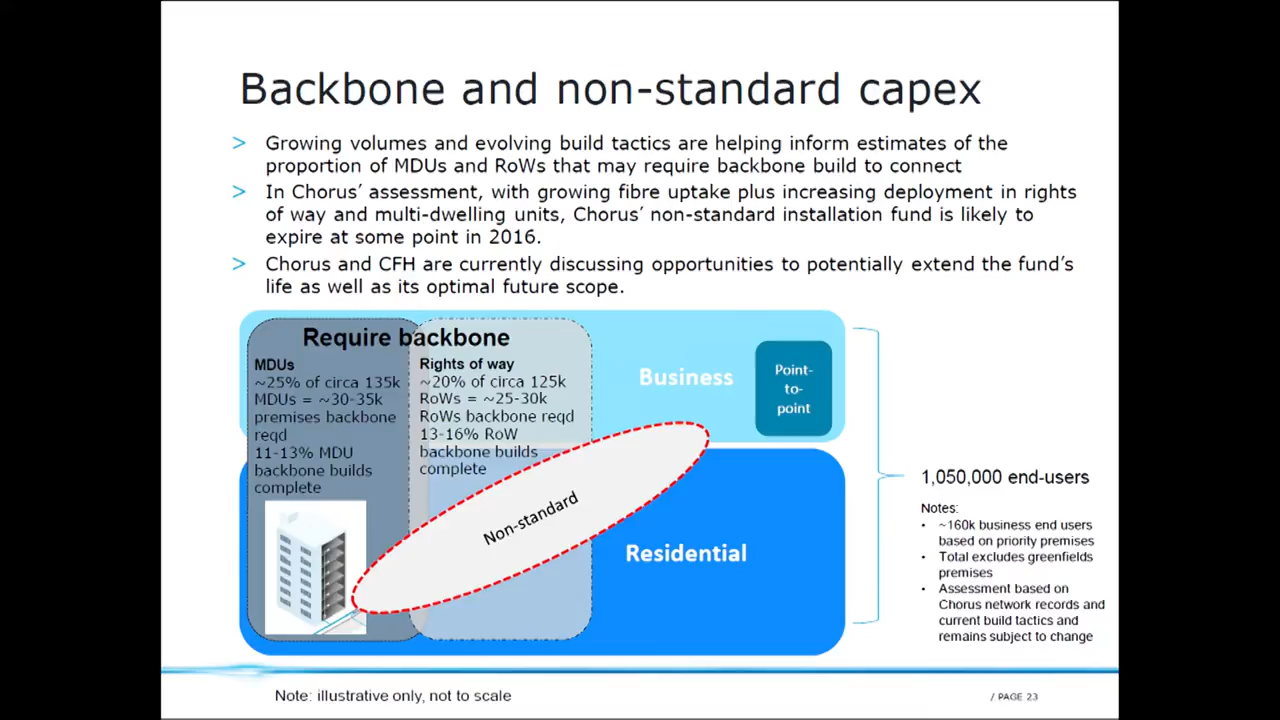 Backbone and non-standard capex
> Growing volumes and evolving build tactics are helping inform estimates of the
proportion of MDUs and RoWs that may require backbone build to connect
> In Chorus’ assessment, with growing fibre uptake plus increasing deployment in rights
of way and multi-dwelling units, Chorus’ non-standard installation fund is likely to
expire at some point in 2016.
> Chorus and CFH are currently discussing opportunities to potentially extend the fund’s
life as well as its optimal future scope.
Require backbone
MDUs
~25% of circa 135k
MDUs = ~30-35k
premises backbone
reqd
11-13% MDU
backbone builds
complete
Rights of way
~20% of circa 125k
RoWs = ~25-30k
RoWs backbone reqd
13-16% RoW
backbone builds
complete
Business
Point-
to-
point
Non-standard
Residential
1,050,000 end-users
Notes:
• ~160k business end users
based on priority premises
• Total excludes greenfields
premises
• Assessment based on
Chorus network records and
current build tactics and
remains subject to change
Note: illustrative only, not to scale
/ PAGE 23